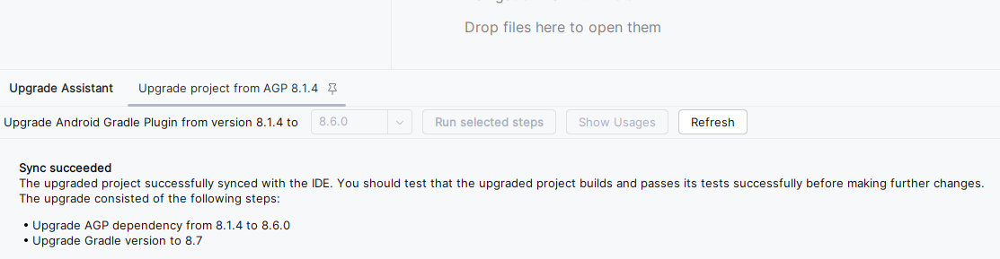 Drop files here to open them
Upgrade Assistant
Upgrade project from AGP 8.1.4
Upgrade Android Gradle Plugin from version 8.1.4 to
8.6.0
Run selected steps
Show Usages
Refresh
Sync succeeded
The upgraded project successfully synced with the IDE. You should test that the upgraded project builds and passes its tests successfully before making further changes.
The upgrade consisted of the following steps:
• Upgrade AGP dependency from 8.1.4 to 8.6.0
• Upgrade Gradle version to 8.7